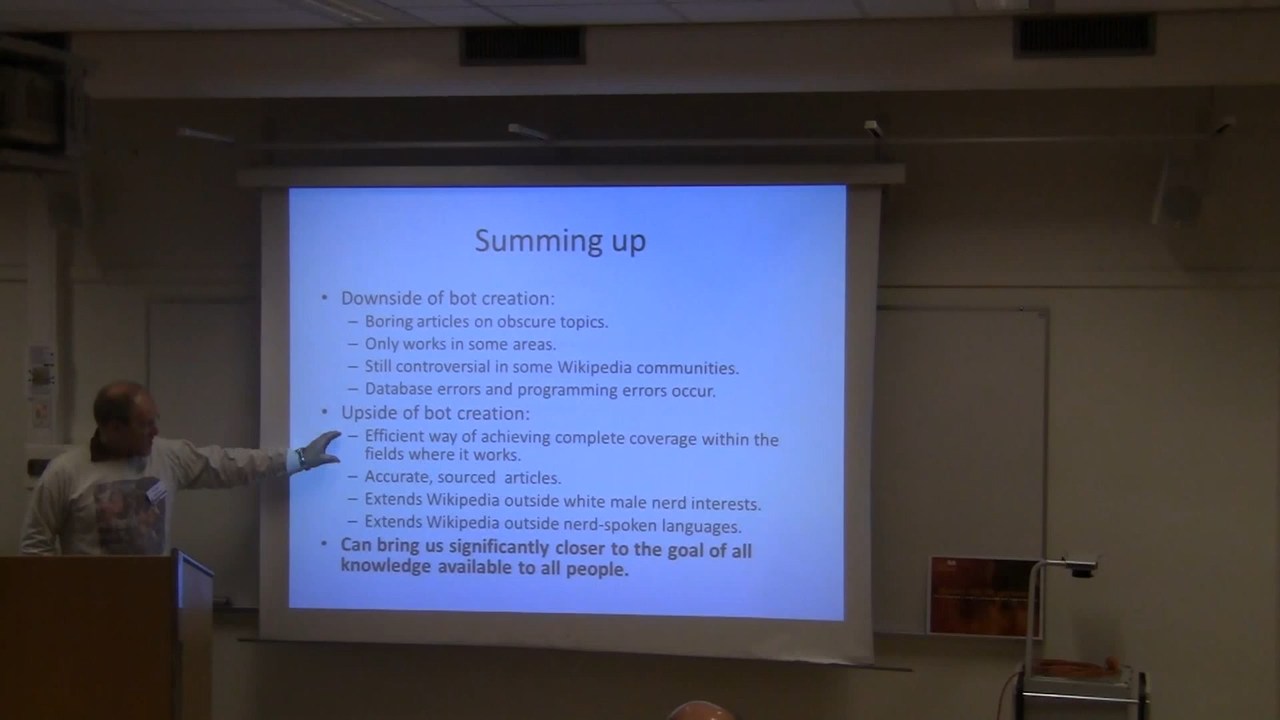 Summing up
• Downside of bot creation:
– Boring articles on obscure topics.
– Only works in some areas.
– Still controversial in some Wikipedia communities.
– Database errors and programming errors occur.
• Upside of bot creation:
– Efficient way of achieving complete coverage within the
fields where it works.
– Accurate, sourced articles.
– Extends Wikipedia outside white male nerd interests.
– Extends Wikipedia outside nerd-spoken languages.
• Can bring us significantly closer to the goal of all
knowledge available to all people.